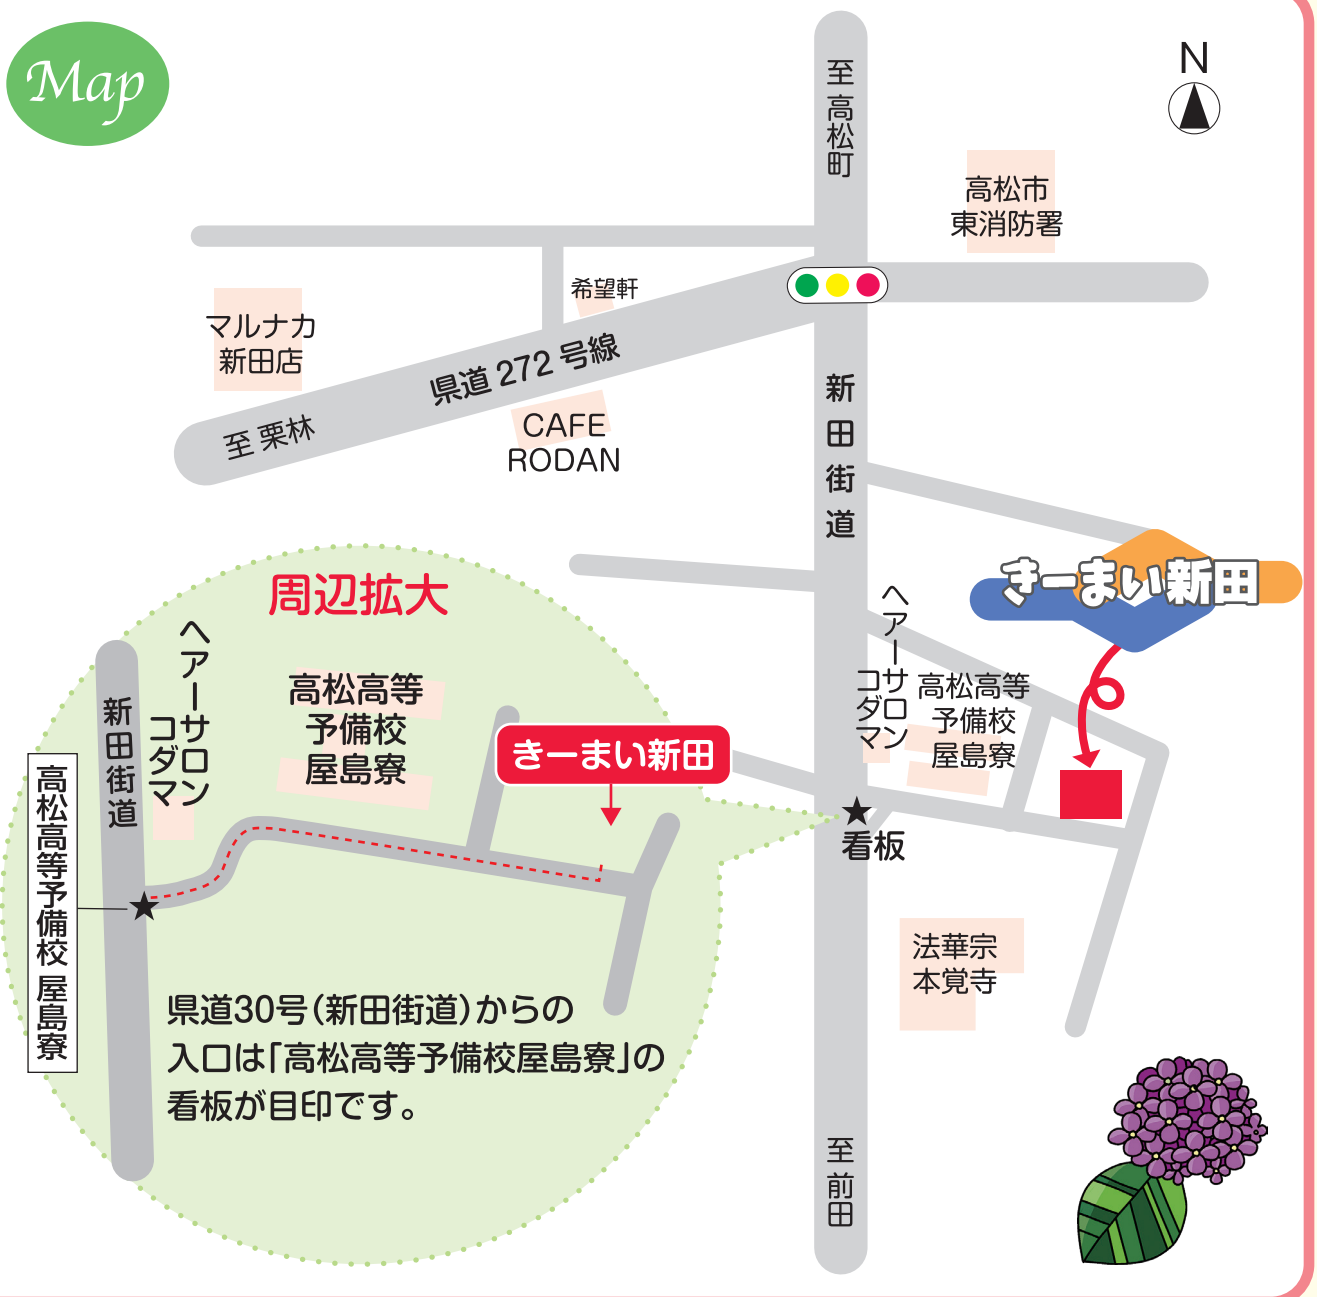 Map
N
至 高松町
高松市
東消防署
希望軒
マルナカ
新田店
県道 272 号線
至 栗林
CAFE
RODAN
新田街道
きーまい新田
ヘアーサロン
コダマ
高松高等
予備校
屋島寮
看板
法華宗
本覚寺
至 前田
周辺拡大
ヘアーサロン
コダマ
新田街道
高松高等
予備校
屋島寮
きーまい新田
高松高等予備校 屋島寮
県道30号(新田街道)からの
入口は「高松高等予備校屋島寮」の
看板が目印です。